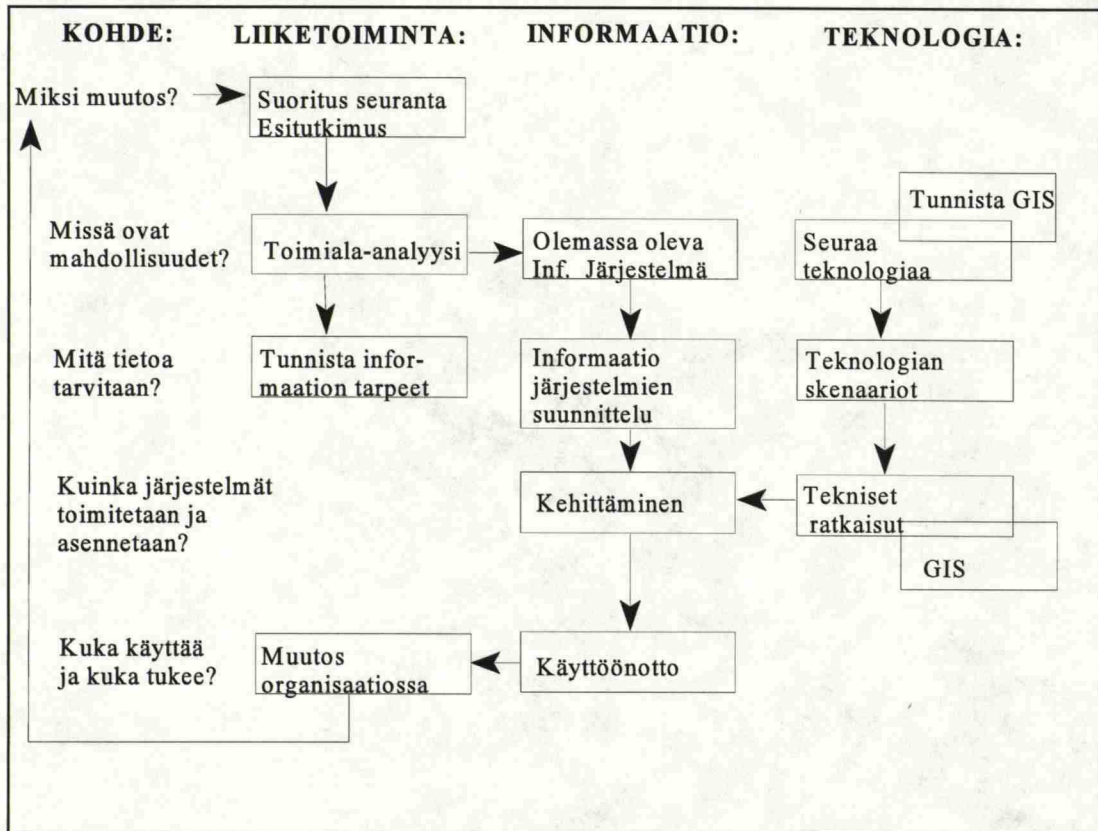 KOHDE: LIIKETOIMINTA: INFORMAATIO: TEKNOLOGIA:
Miksi muutos?
Suoritus seuranta
Esitutkimus
Tunnista GIS
Missä ovat
mahdollisuudet?
Toimiala-analyysi
Olemassa oleva
Inf. Järjestelmä
Seuraa
teknologiaa
Mitä tietoa
tarvitaan?
Tunnista infor-
maation tarpeet
Informaatio
järjestelmien
suunnittelu
Teknologian
skenaariot
Kuinka järjestelmät
toimitetaan ja
asennetaan?
Kehittäminen
Tekniset
ratkaisut
GIS
Kuka käyttää
ja kuka tukee?
Muutos
organisaatiossa
Käyttöönotto